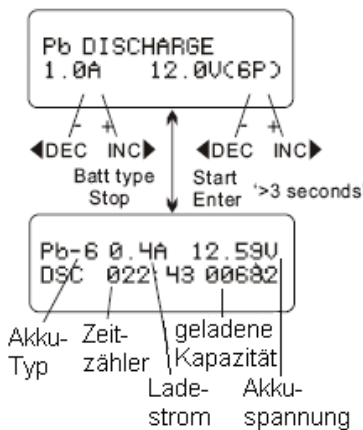 Pb DISCHARGE
1.0A 12.0V(6P)
- + - +
◀DEC INC▶ ◀DEC INC▶
Batt type Start
Stop Enter '>3 seconds'
Pb-6 0.4A 12.59V
DSC 022:43 00682
Akku- Zeit- geladene
Typ zähler Kapazität
Lade- Akku-
strom spannung